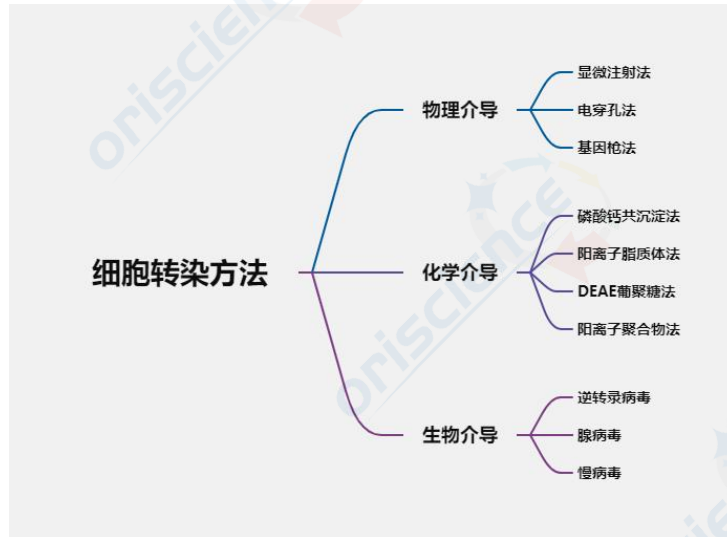 细胞转染方法
物理介导
显微注射法
电穿孔法
基因枪法
化学介导
磷酸钙共沉淀法
阳离子脂质体法
DEAE葡聚糖法
阳离子聚合物法
生物介导
逆转录病毒
腺病毒
慢病毒
oriscience
oriscience
oriscience